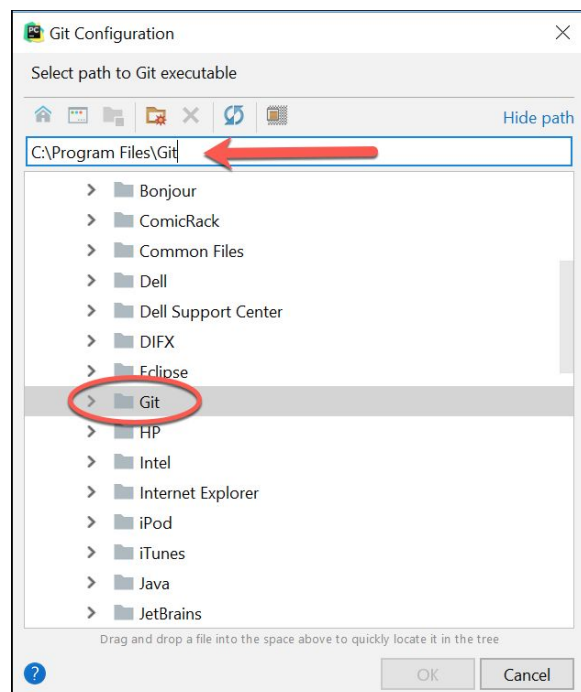 PC
Git Configuration
Select path to Git executable
Hide path
C:\Program Files\Git
Bonjour
ComicRack
Common Files
Dell
Dell Support Center
DIFX
Eclipse
Git
HP
Intel
Internet Explorer
iPod
iTunes
Java
JetBrains
Drag and drop a file into the space above to quickly locate it in the tree
?
OK
Cancel